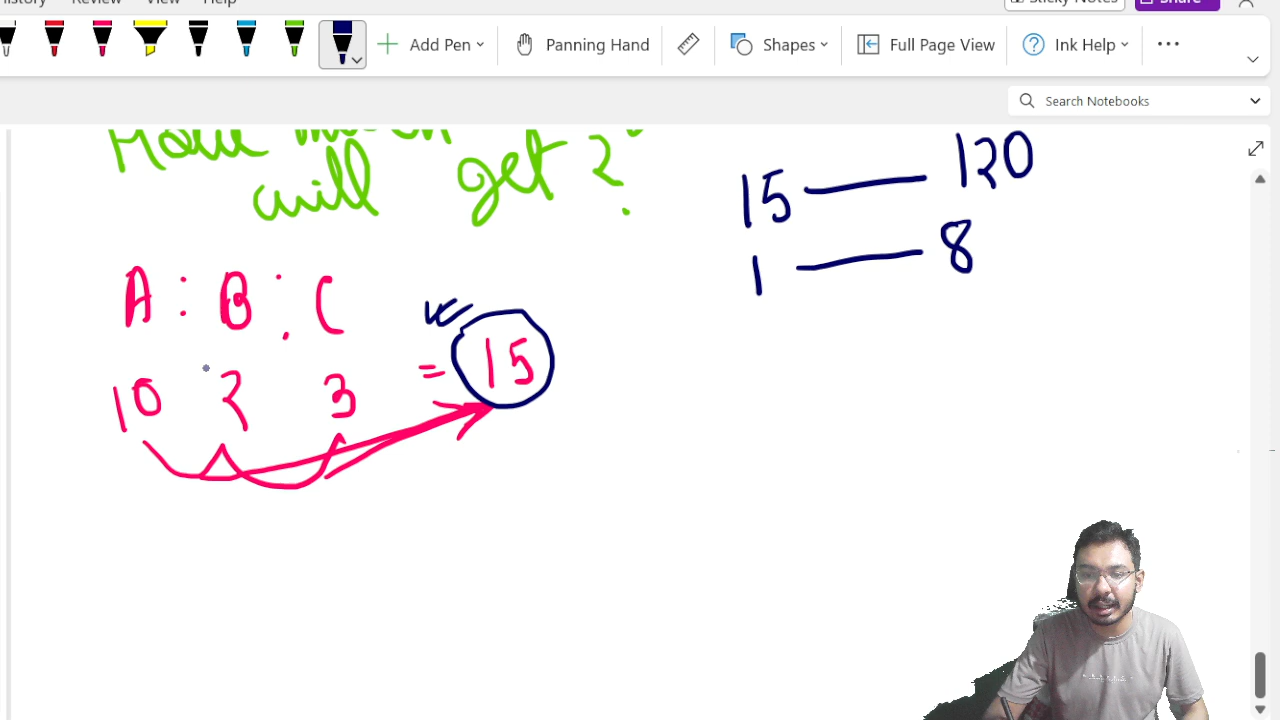 History Review View Help
Sticky Notes Share
Add Pen Panning Hand Shapes Full Page View Ink Help
Search Notebooks
will get ?
15 — 120
1 — 8
A : B : C
10 2 3 = 15